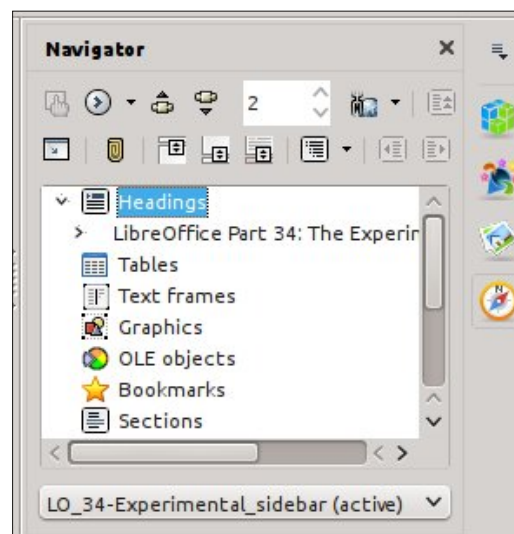 Navigator
2
Headings
LibreOffice Part 34: The Experin
Tables
Text frames
Graphics
OLE objects
Bookmarks
Sections
LO_34-Experimental_sidebar (active)